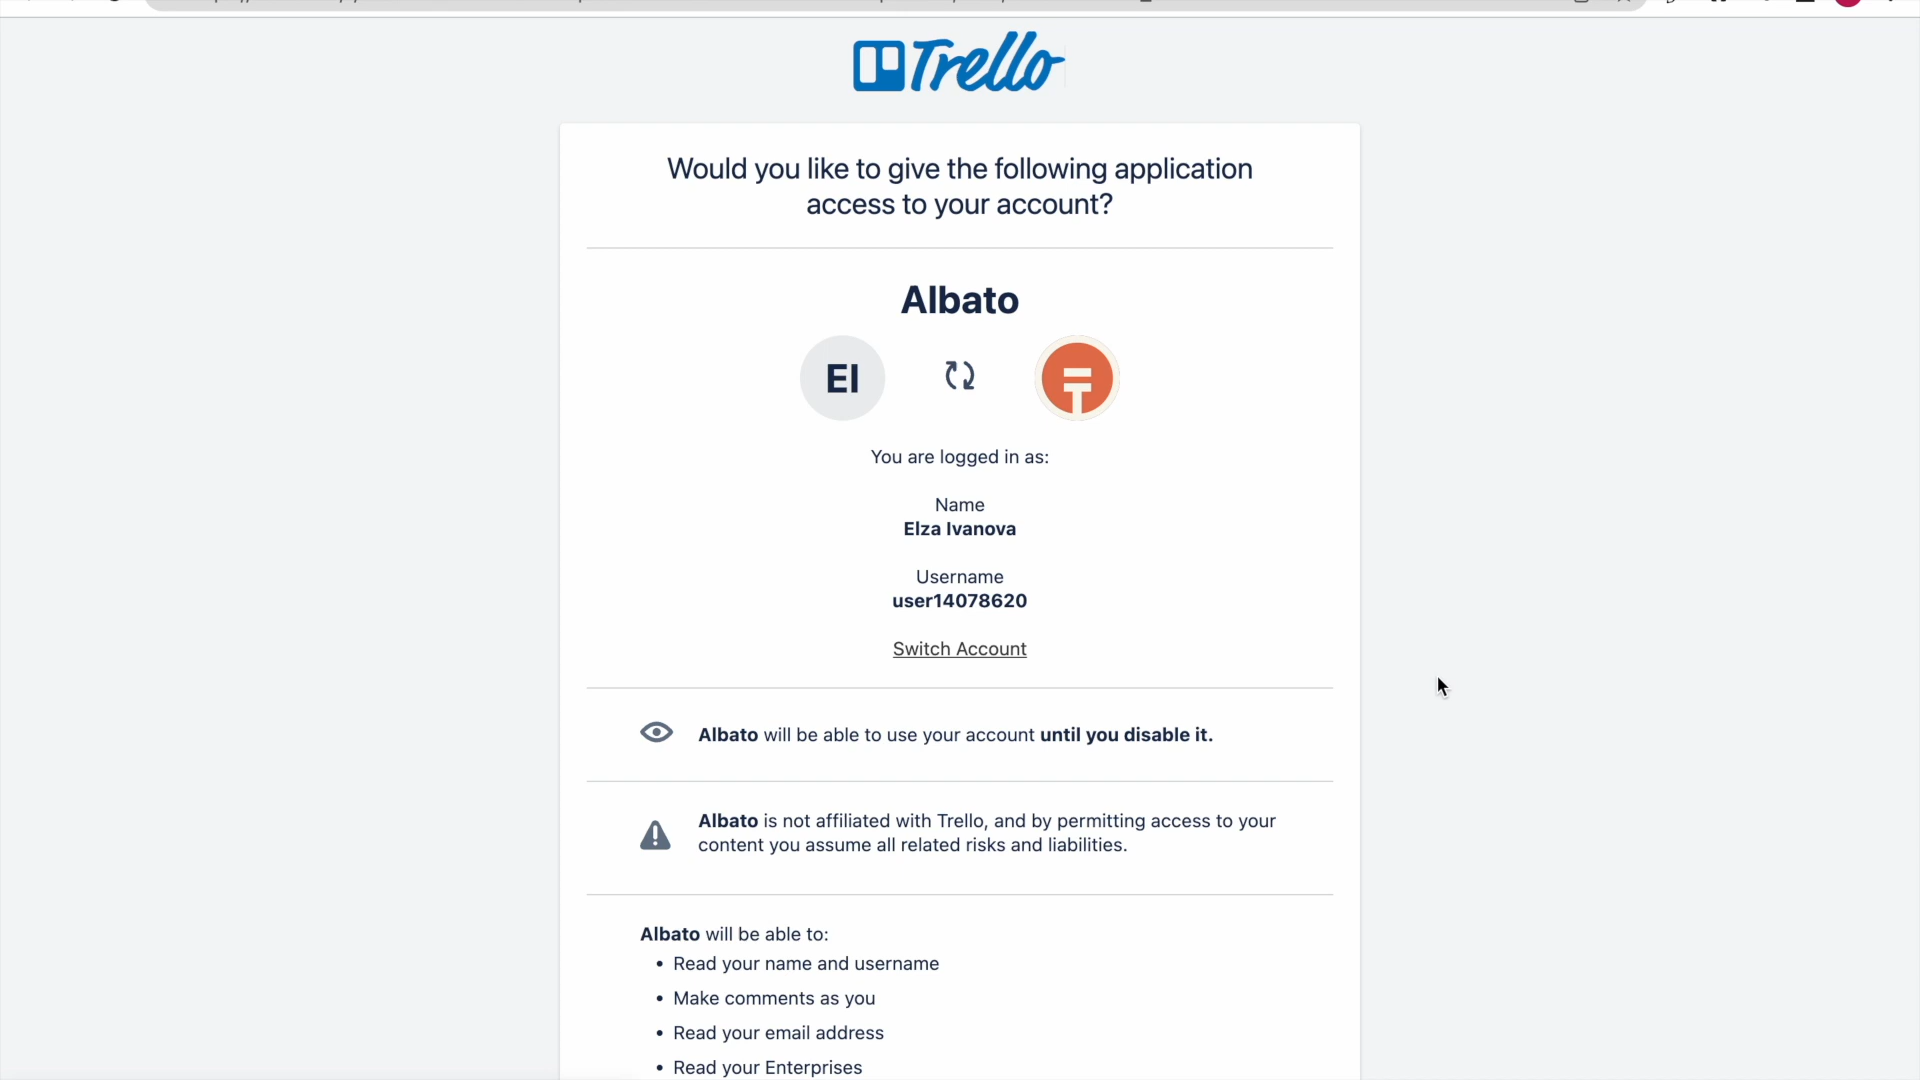 Trello
Would you like to give the following application
access to your account?
Albato
EI
You are logged in as:
Name
Elza Ivanova
Username
user14078620
Switch Account
Albato will be able to use your account until you disable it.
Albato is not affiliated with Trello, and by permitting access to your
content you assume all related risks and liabilities.
Albato will be able to:
• Read your name and username
• Make comments as you
• Read your email address
• Read your Enterprises